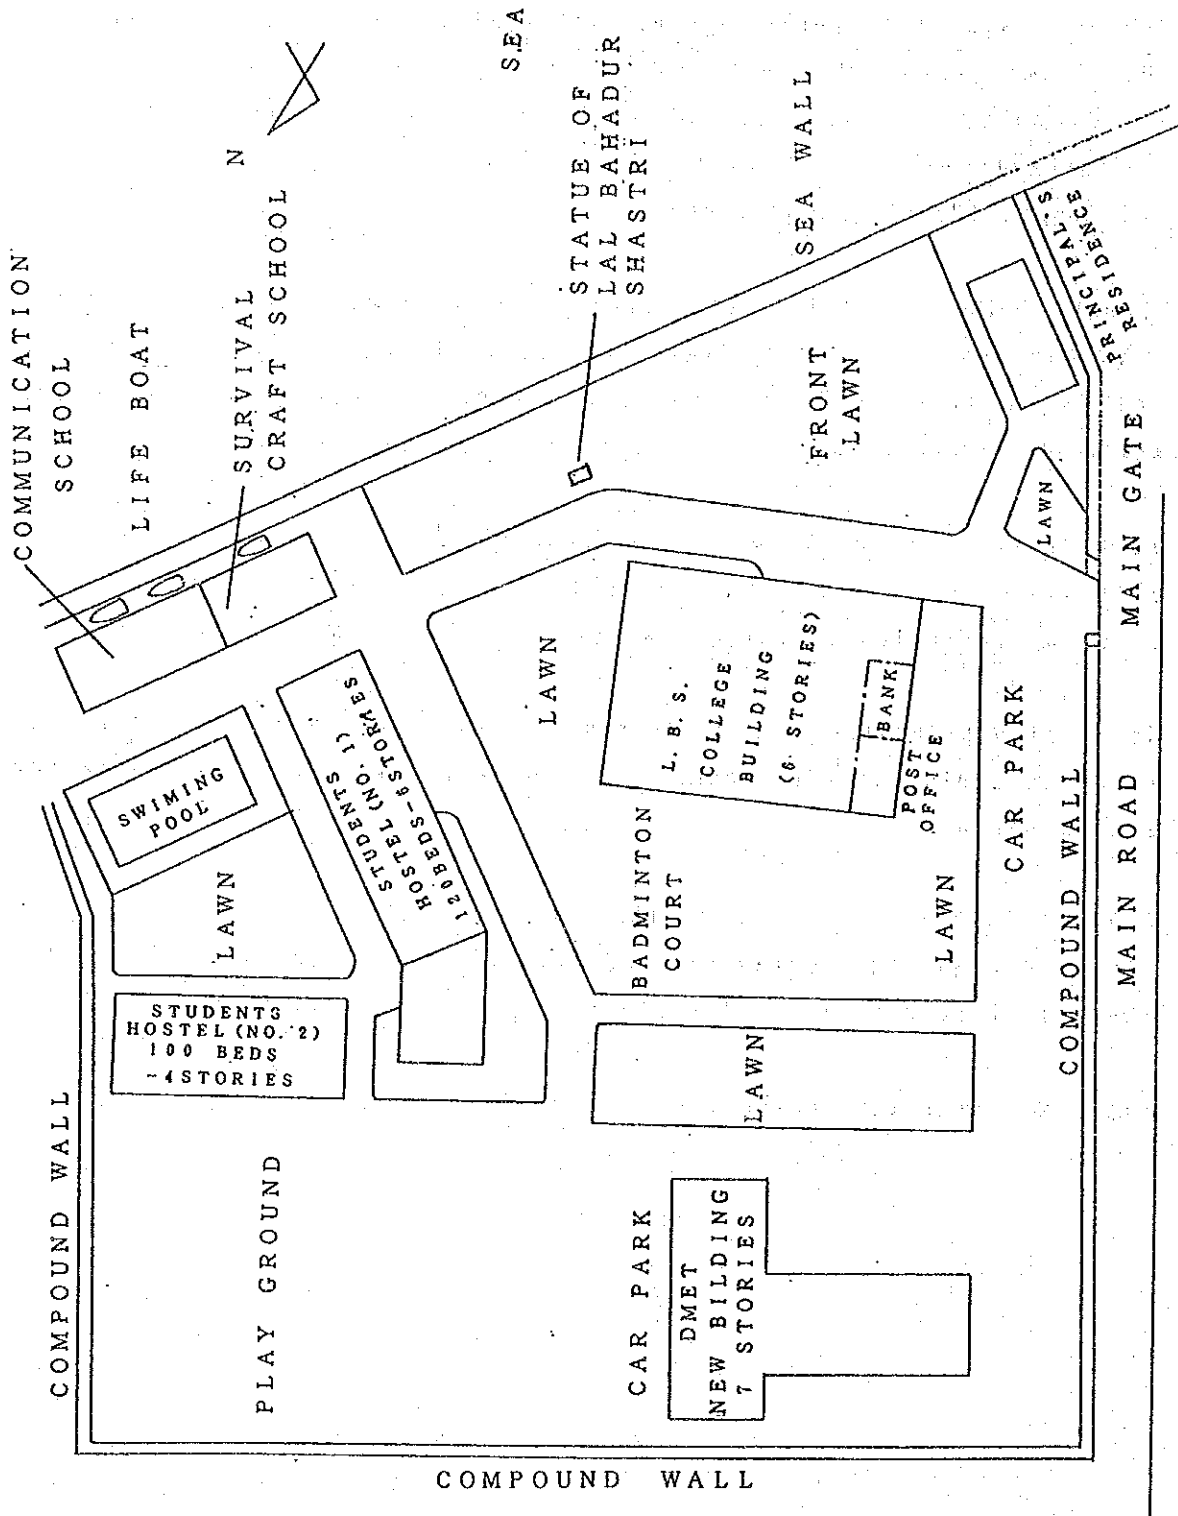 COMMUNICATION
SCHOOL
LIFE BOAT
SURVIVAL
CRAFT SCHOOL
N
SEA
STATUE OF
LAL BAHADUR
SHASTRI
SEA WALL
SWIMING
POOL
LAWN
STUDENTS
HOSTEL (NO. 1)
120BEDS-6STORIES
LAWN
FRONT
LAWN
PRINCIPAL'S
RESIDENCE
LAWN
MAIN GATE
L. B. S.
COLLEGE
BUILDING
(6 STORIES)
BANK
POST
OFFICE
BADMINTON
COURT
LAWN
CAR PARK
COMPOUND WALL
MAIN ROAD
STUDENTS
HOSTEL (NO. 2)
100 BEDS
-4STORIES
LAWN
COMPOUND WALL
PLAY GROUND
CAR PARK
DMET
NEW BILDING
7 STORIES
COMPOUND WALL